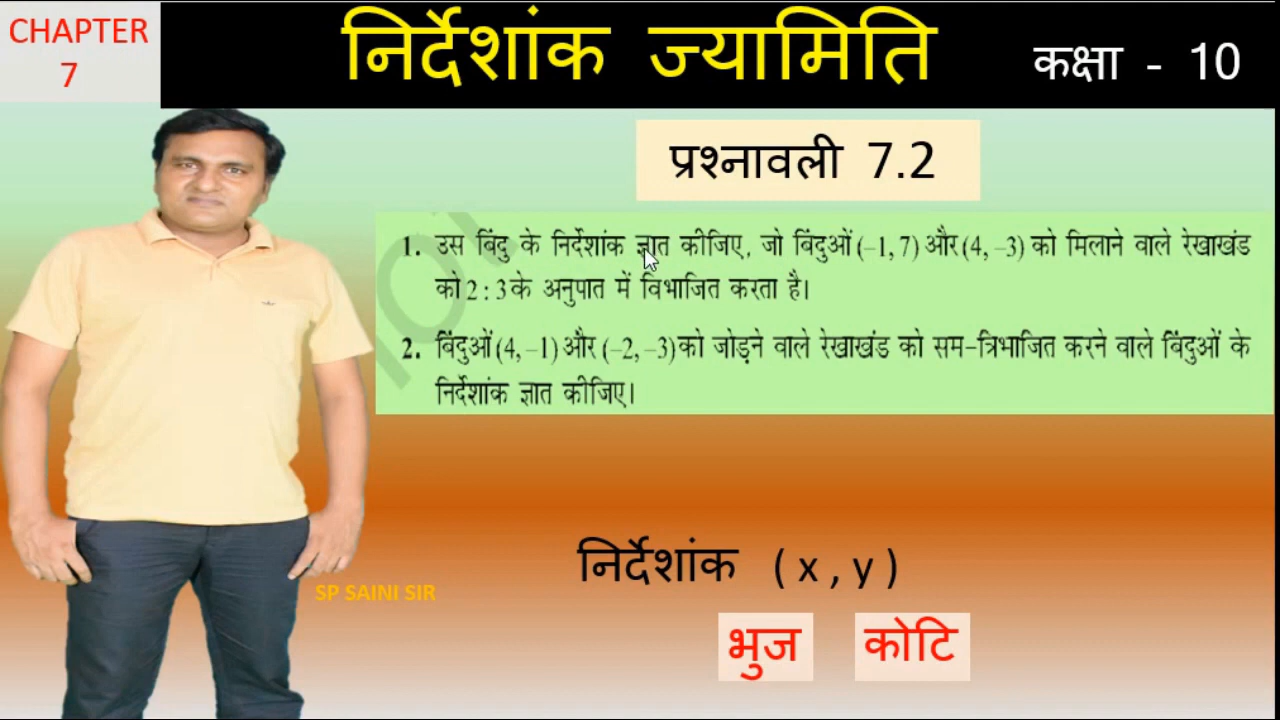 CHAPTER
7
निर्देशांक ज्यामिति
कक्षा - 10
प्रश्नावली 7.2
1. उस बिंदु के निर्देशांक ज्ञात कीजिए, जो बिंदुओं (–1, 7) और (4, –3) को मिलाने वाले रेखाखंड
को 2 : 3 के अनुपात में विभाजित करता है।
2. बिंदुओं (4, –1) और (–2, –3) को जोड़ने वाले रेखाखंड को सम-त्रिभाजित करने वाले बिंदुओं के
निर्देशांक ज्ञात कीजिए।
निर्देशांक ( x , y )
SP SAINI SIR
भुज कोटि